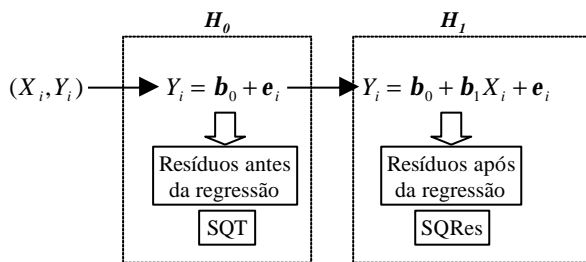 H₀ H₁
(Xᵢ, Yᵢ) Yᵢ = b₀ + eᵢ Yᵢ = b₀ + b₁Xᵢ + eᵢ
Resíduos antes
da regressão
Resíduos após
da regressão
SQT SQRes